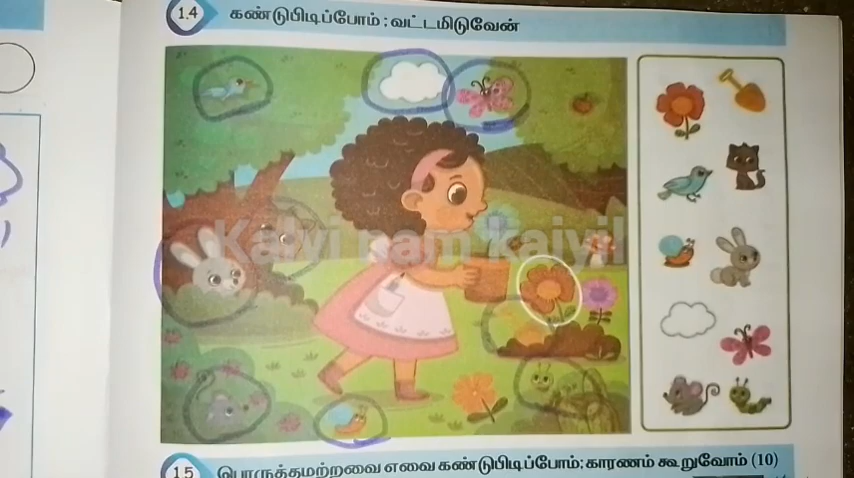 1.4 கண்டுபிடிப்போம் : வட்டமிடுவேன்
Kalvi nam kaiyil
1.5 பொருத்தமற்றவை எவை கண்டுபிடிப்போம்: காரணம் கூறுவோம் (10)